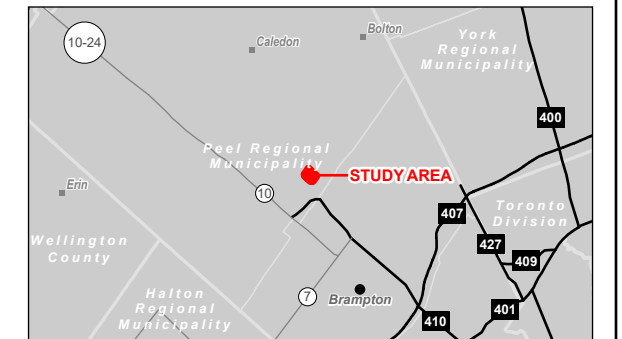 Bolton
York
Regional
Municipality
10-24
Caledon
400
Peel Regional
Municipality
STUDY AREA
Erin
10
407
Toronto
Division
427
Wellington
County
409
Halton
Regional
Municipality
7
Brampton
401
410